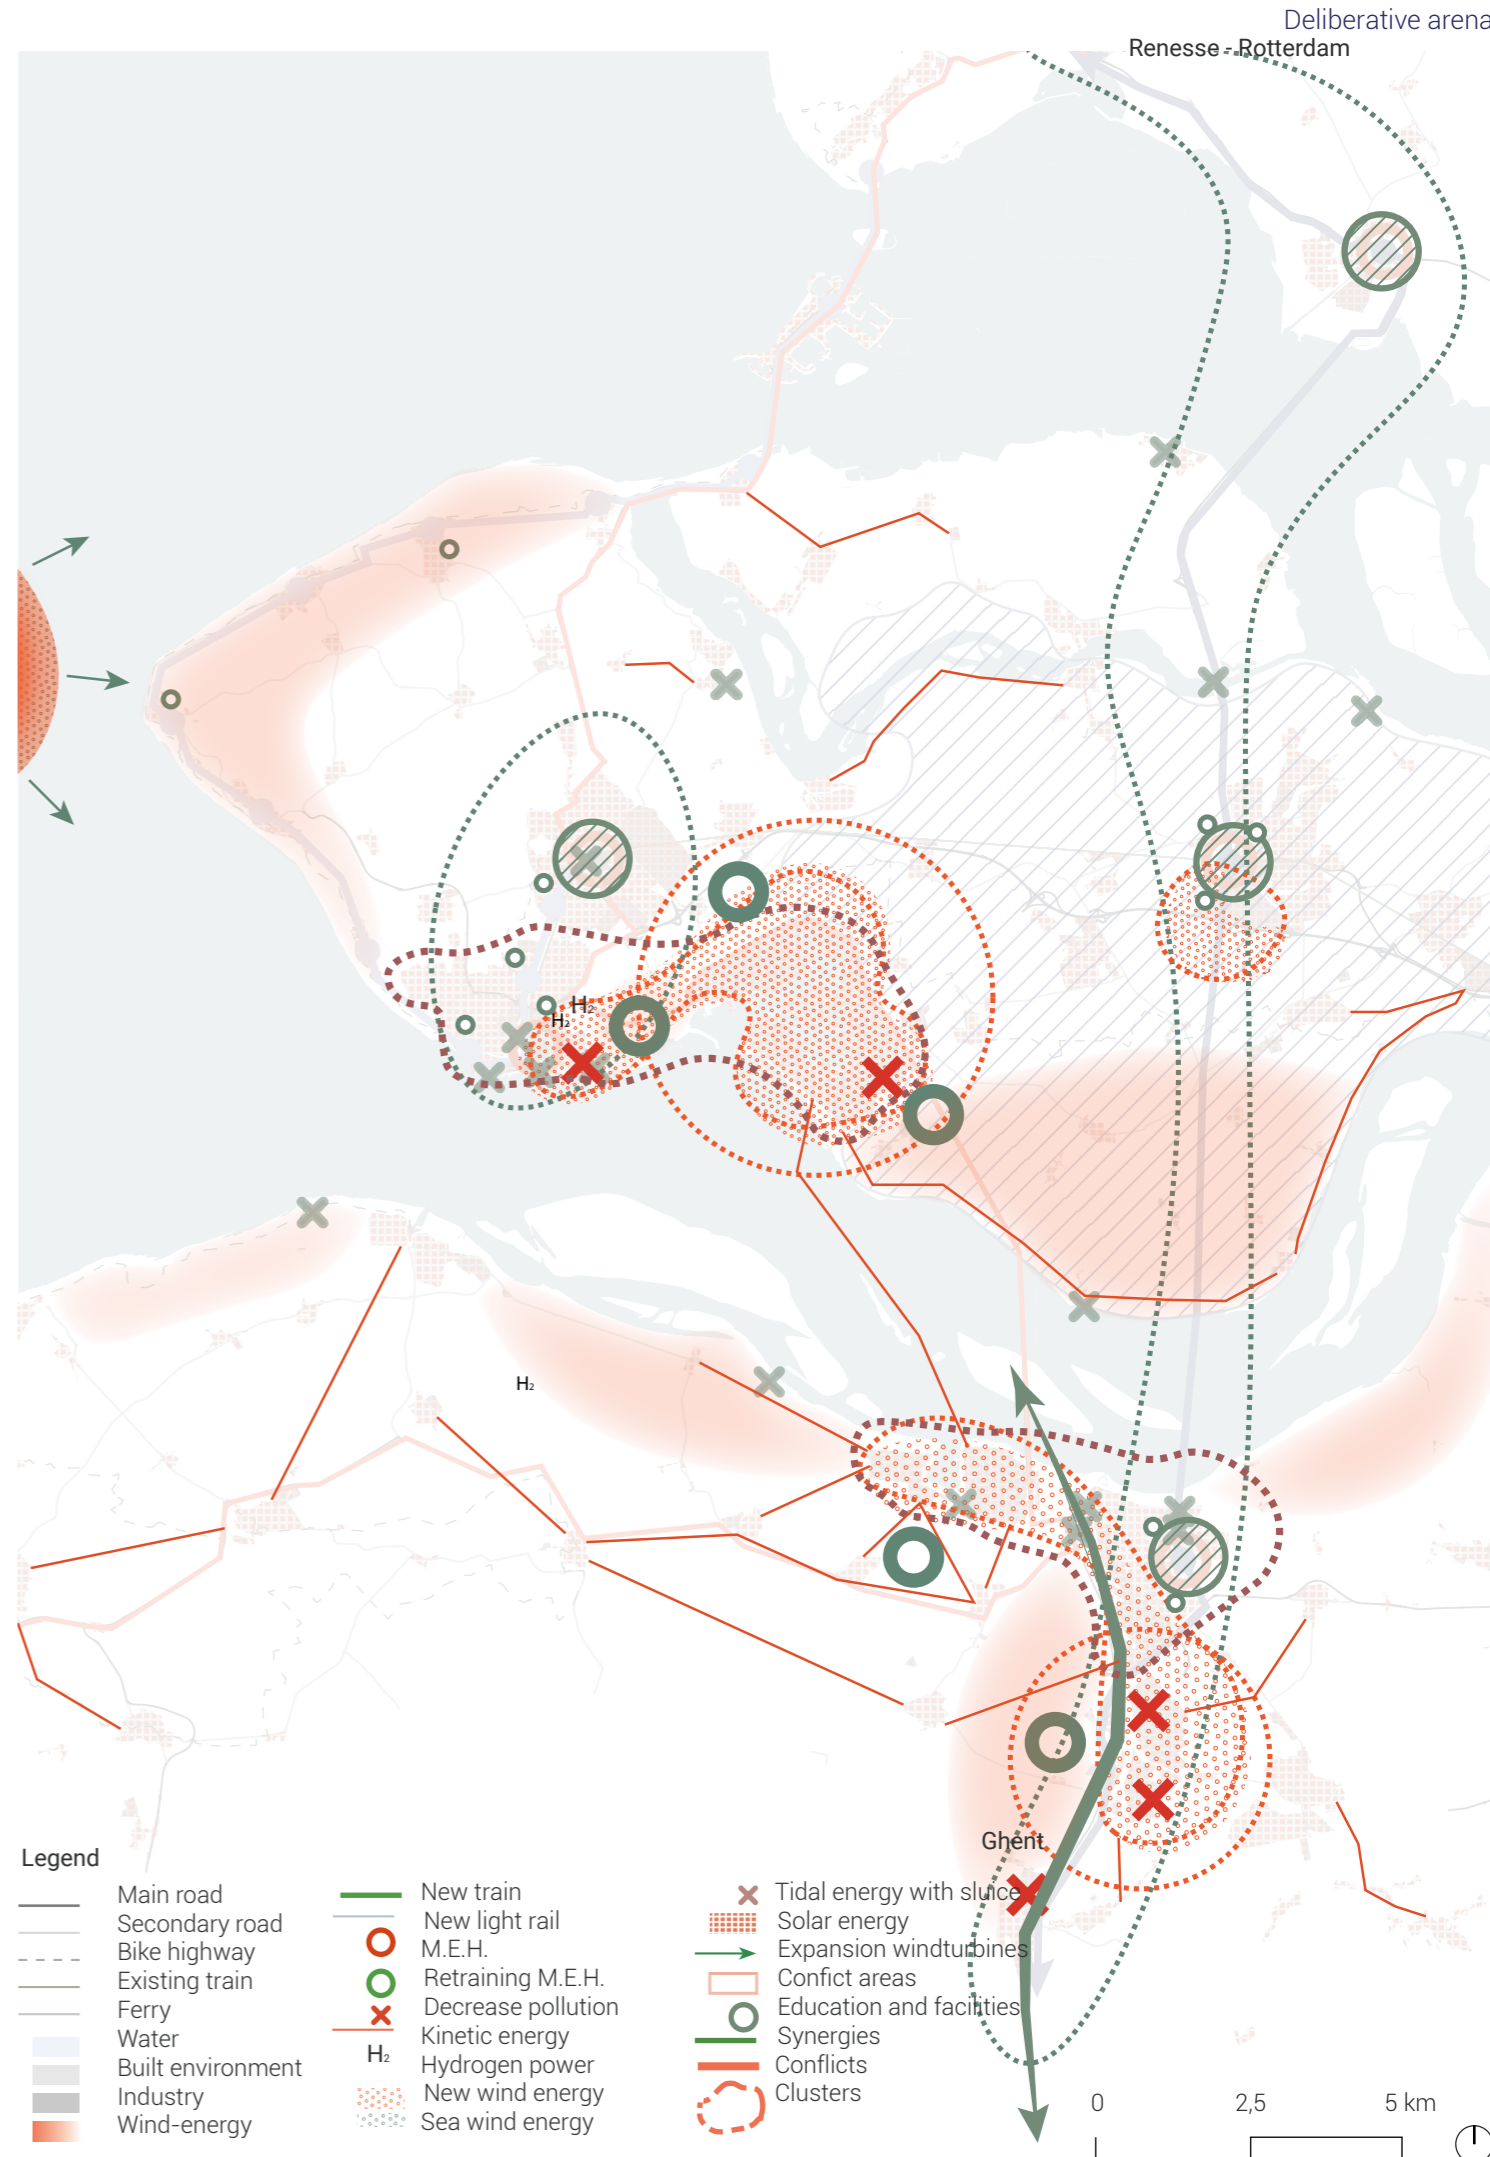 Deliberative arena
Renesse - Rotterdam
H₂
H₂
H₂
Ghent
Legend
Main road
Secondary road
Bike highway
Existing train
Ferry
Water
Built environment
Industry
Wind-energy
New train
New light rail
M.E.H.
Retraining M.E.H.
Decrease pollution
Kinetic energy
H₂ Hydrogen power
New wind energy
Sea wind energy
Tidal energy with sluice
Solar energy
Expansion windturbines
Confict areas
Education and facilities
Synergies
Conflicts
Clusters
0 2,5 5 km